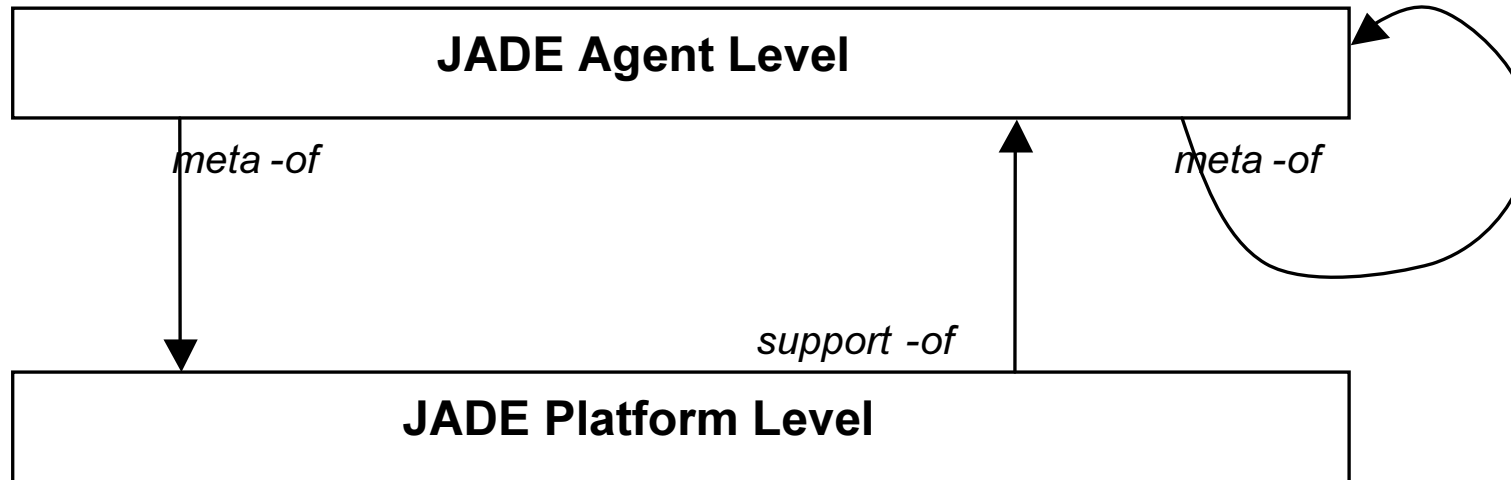 JADE Agent Level
meta -of
meta -of
support -of
JADE Platform Level